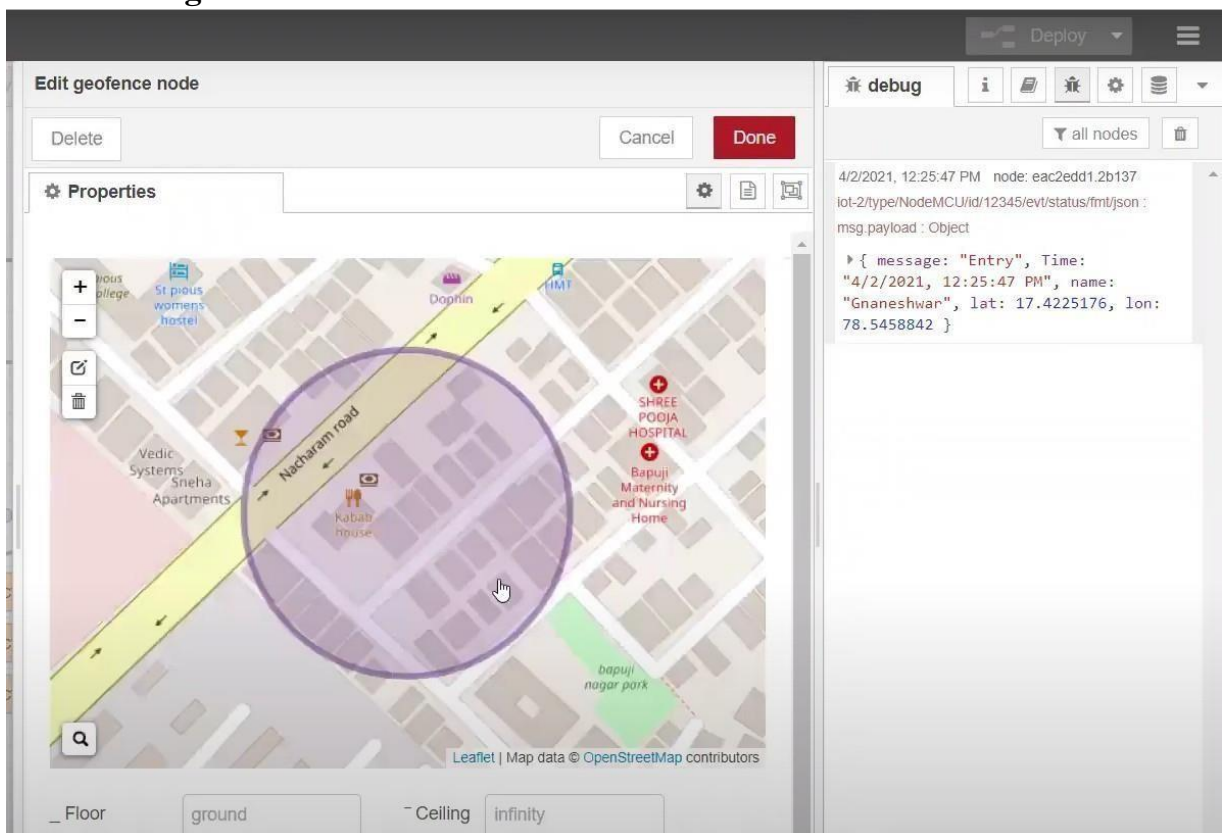 Deploy
Edit geofence node
Delete
Cancel
Done
Properties
+
−
St pious
womens
hostel
Dophin
HMT
Nacharam road
SHREE
POOJA
HOSPITAL
Bapuji
Maternity
and Nursing
Home
Vedic
Systems
Sneha
Apartments
Kabab
house
bapuji
nagar park
Leaflet | Map data © OpenStreetMap contributors
Floor
ground
Ceiling
infinity
debug
i
all nodes
4/2/2021, 12:25:47 PM node: eac2edd1.2b137
iot-2/type/NodeMCU/id/12345/evt/status/fmt/json :
msg.payload : Object
{ message: "Entry", Time:
"4/2/2021, 12:25:47 PM", name:
"Gnaneshwar", lat: 17.4225176, lon:
78.5458842 }